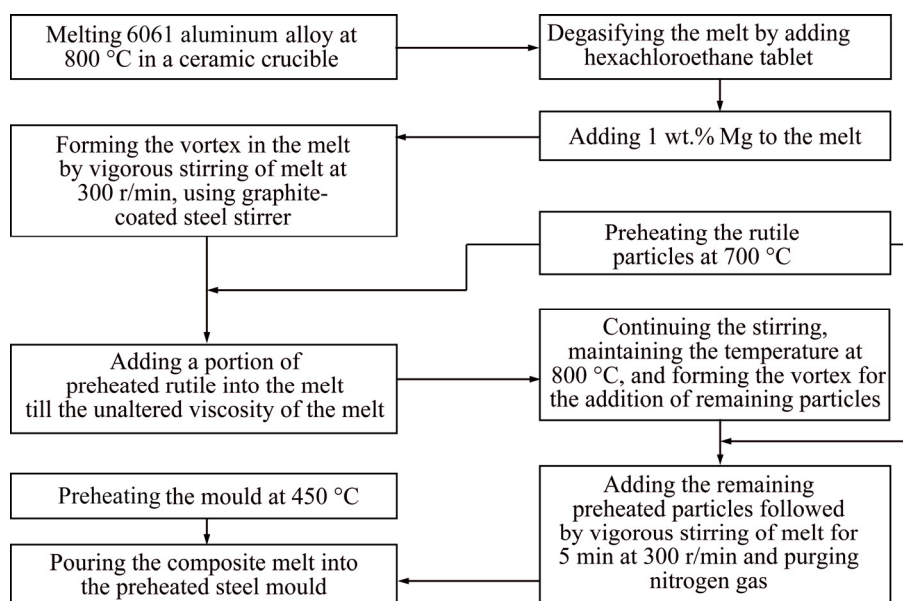 Melting 6061 aluminum alloy at
800 °C in a ceramic crucible
Degasifying the melt by adding
hexachloroethane tablet
Adding 1 wt.% Mg to the melt
Forming the vortex in the melt
by vigorous stirring of melt at
300 r/min, using graphite-
coated steel stirrer
Preheating the rutile
particles at 700 °C
Adding a portion of
preheated rutile into the melt
till the unaltered viscosity of the melt
Continuing the stirring,
maintaining the temperature at
800 °C, and forming the vortex for
the addition of remaining particles
Adding the remaining
preheated particles followed
by vigorous stirring of melt for
5 min at 300 r/min and purging
nitrogen gas
Preheating the mould at 450 °C
Pouring the composite melt into
the preheated steel mould